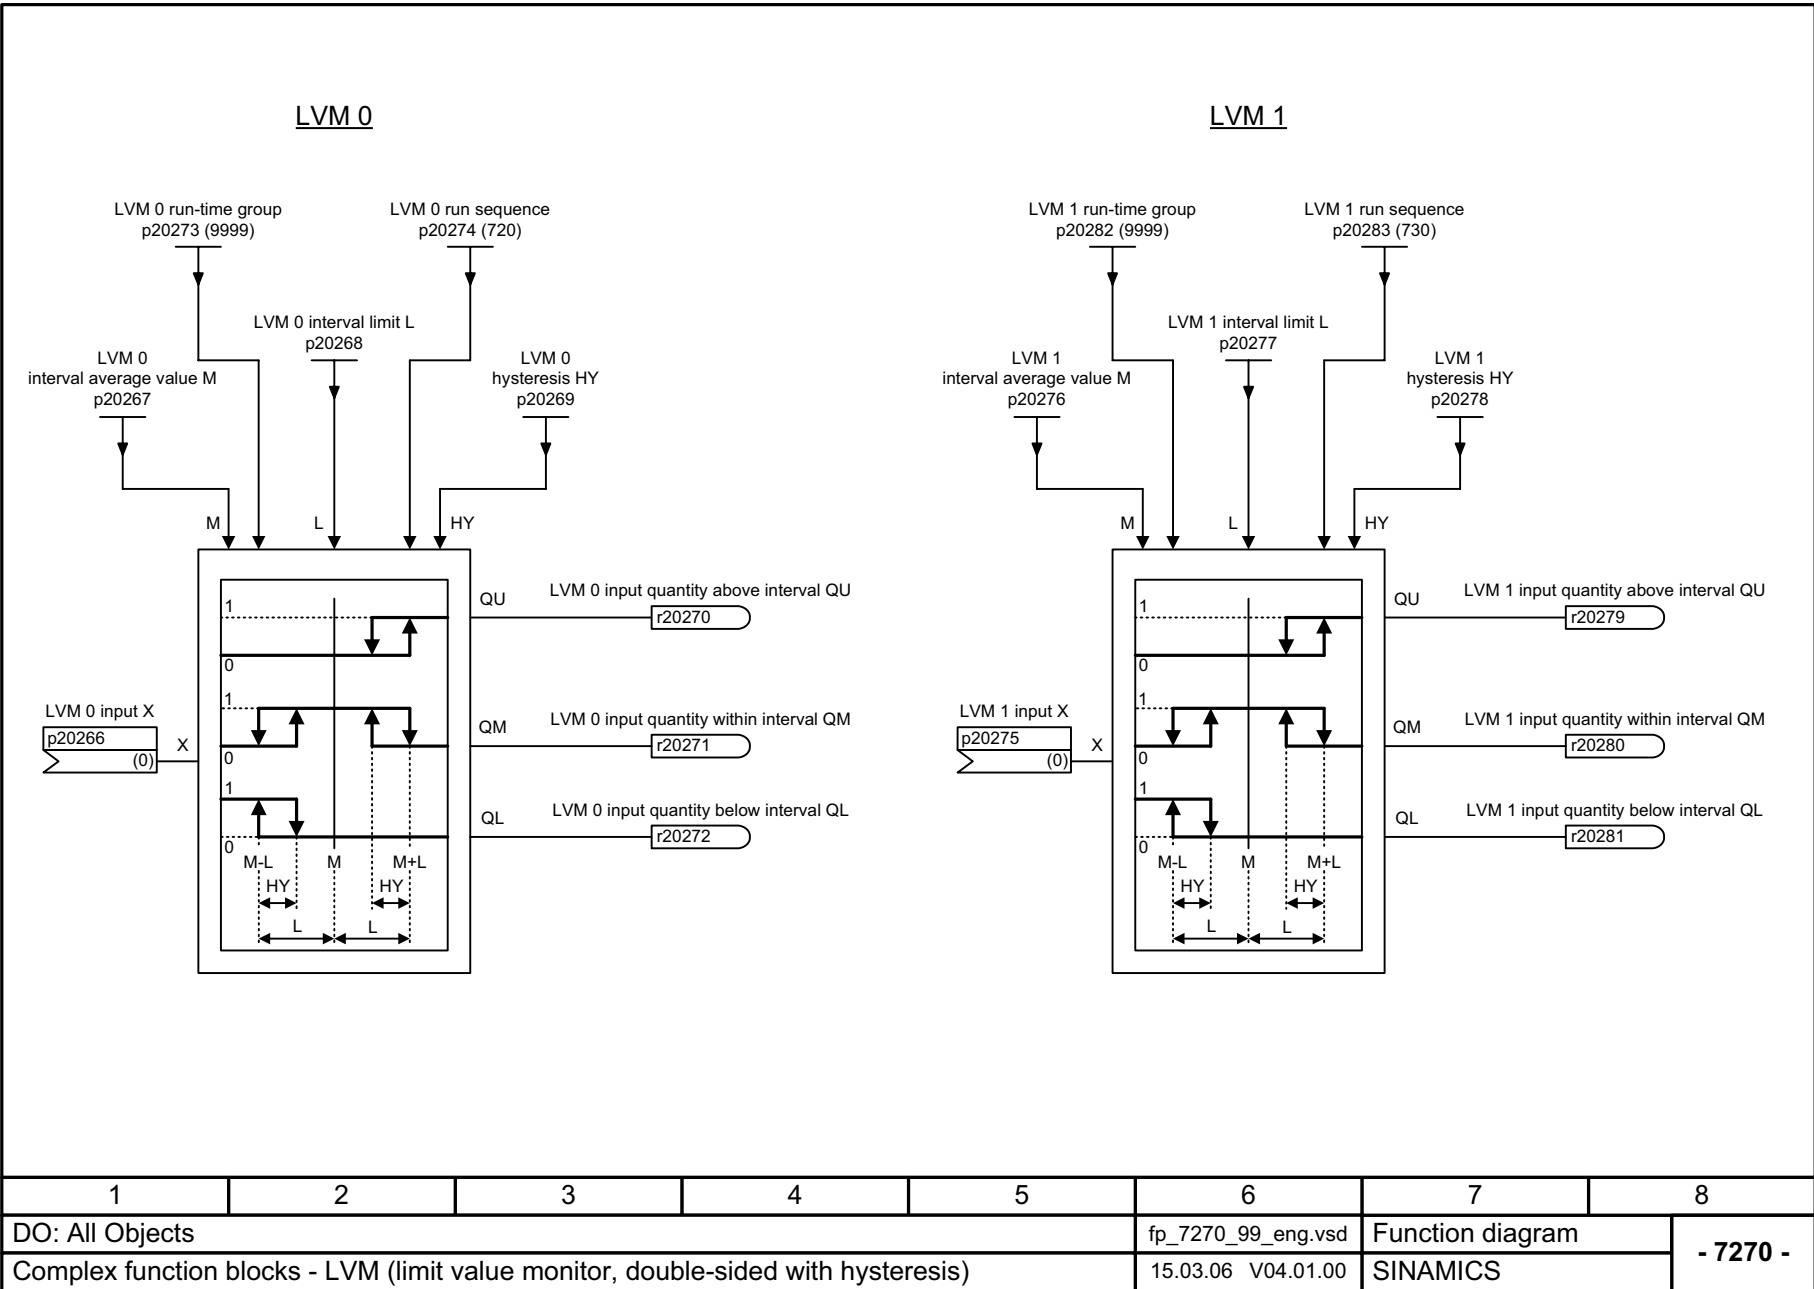 LVM 0
LVM 0 run-time group
p20273 (9999)
LVM 0 run sequence
p20274 (720)
LVM 0 interval limit L
p20268
LVM 0
interval average value M
p20267
LVM 0
hysteresis HY
p20269
M
L
HY
LVM 0 input X
p20266
(0)
X
1
0
1
0
1
0
M-L
M
M+L
HY
HY
L
L
QU
LVM 0 input quantity above interval QU
r20270
QM
LVM 0 input quantity within interval QM
r20271
QL
LVM 0 input quantity below interval QL
r20272
LVM 1
LVM 1 run-time group
p20282 (9999)
LVM 1 run sequence
p20283 (730)
LVM 1 interval limit L
p20277
LVM 1
interval average value M
p20276
LVM 1
hysteresis HY
p20278
M
L
HY
LVM 1 input X
p20275
(0)
X
1
0
1
0
1
0
M-L
M
M+L
HY
HY
L
L
QU
LVM 1 input quantity above interval QU
r20279
QM
LVM 1 input quantity within interval QM
r20280
QL
LVM 1 input quantity below interval QL
r20281
1 2 3 4 5 6 7 8
DO: All Objects
fp_7270_99_eng.vsd
Function diagram
- 7270 -
Complex function blocks - LVM (limit value monitor, double-sided with hysteresis)
15.03.06 V04.01.00
SINAMICS